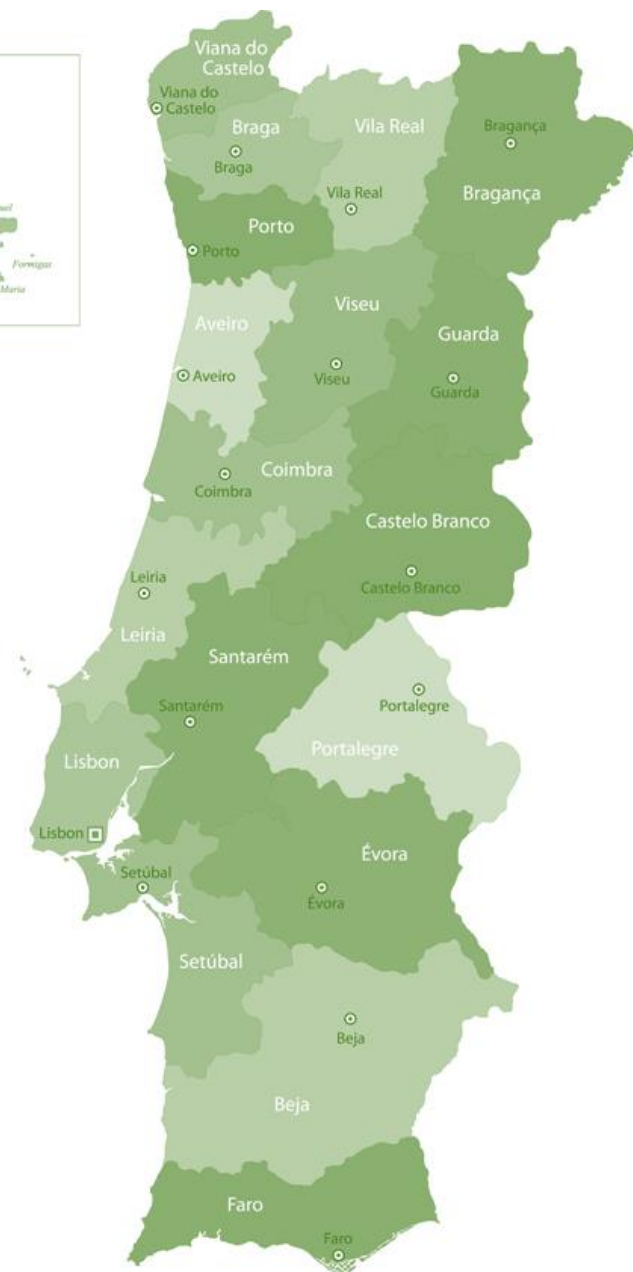 Viana do
Castelo
Viana do
Castelo
Braga
Braga
Vila Real
Vila Real
Bragança
Bragança
Porto
Porto
Formigas
Maria
Aveiro
Aveiro
Viseu
Viseu
Guarda
Guarda
Coimbra
Coimbra
Castelo Branco
Castelo Branco
Leiria
Leiria
Santarém
Santarém
Portalegre
Portalegre
Lisbon
Lisbon
Évora
Évora
Setúbal
Setúbal
Beja
Beja
Faro
Faro